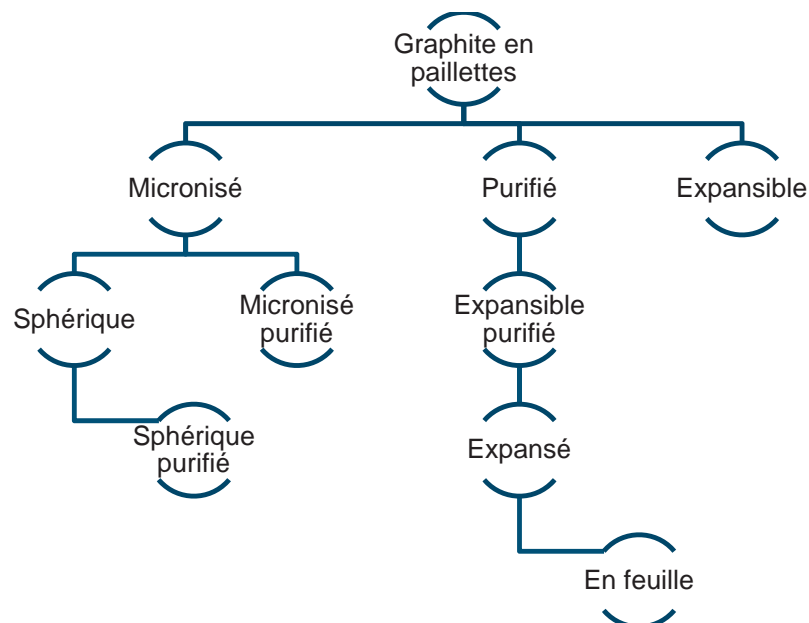 Graphite en
paillettes
Micronisé
Purifié
Expansible
Sphérique
Micronisé
purifié
Expansible
purifié
Sphérique
purifié
Expansé
En feuille